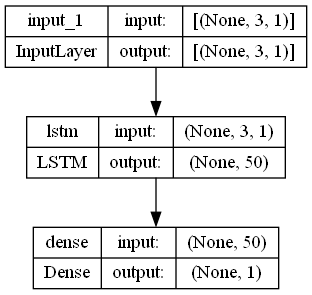 input_1 input: [(None, 3, 1)]
InputLayer output: [(None, 3, 1)]
lstm input: (None, 3, 1)
LSTM output: (None, 50)
dense input: (None, 50)
Dense output: (None, 1)